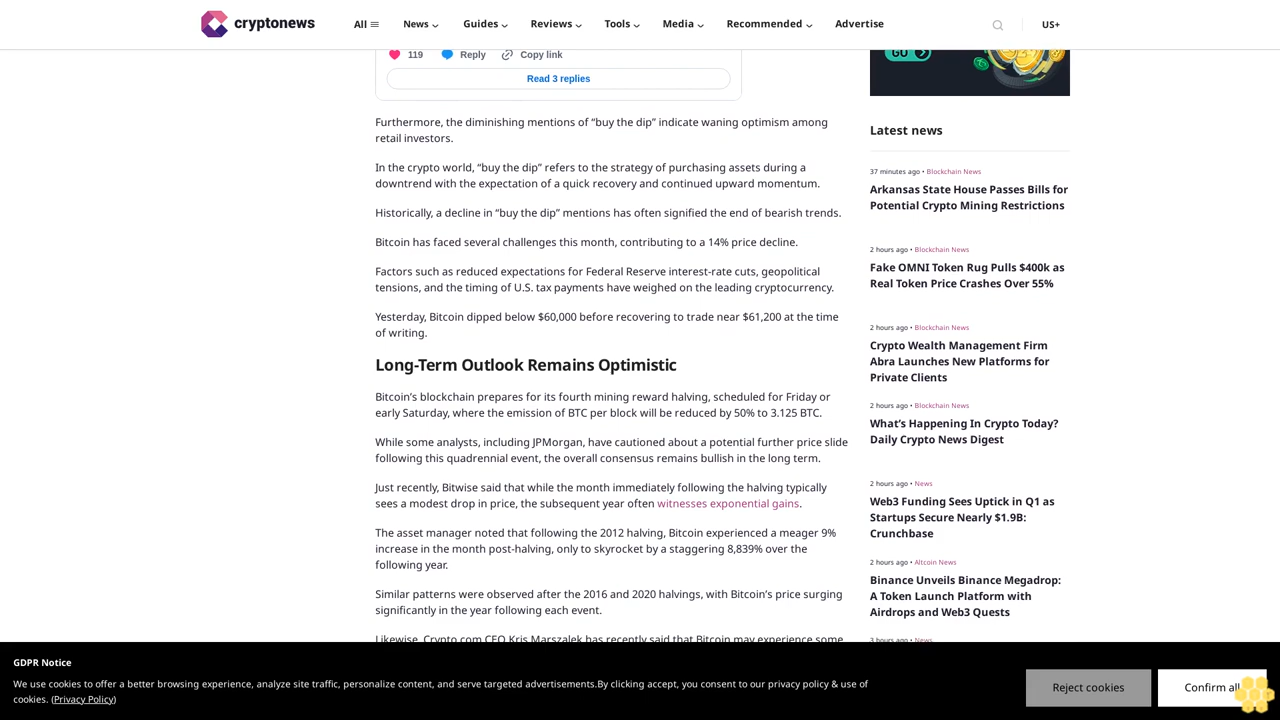 cryptonews
All
News
Guides
Reviews
Tools
Media
Recommended
Advertise
US+
119
Reply
Copy link
Read 3 replies
Furthermore, the diminishing mentions of “buy the dip” indicate waning optimism among
retail investors.
In the crypto world, “buy the dip” refers to the strategy of purchasing assets during a
downtrend with the expectation of a quick recovery and continued upward momentum.
Historically, a decline in “buy the dip” mentions has often signified the end of bearish trends.
Bitcoin has faced several challenges this month, contributing to a 14% price decline.
Factors such as reduced expectations for Federal Reserve interest-rate cuts, geopolitical
tensions, and the timing of U.S. tax payments have weighed on the leading cryptocurrency.
Yesterday, Bitcoin dipped below $60,000 before recovering to trade near $61,200 at the time
of writing.
Long-Term Outlook Remains Optimistic
Bitcoin’s blockchain prepares for its fourth mining reward halving, scheduled for Friday or
early Saturday, where the emission of BTC per block will be reduced by 50% to 3.125 BTC.
While some analysts, including JPMorgan, have cautioned about a potential further price slide
following this quadrennial event, the overall consensus remains bullish in the long term.
Just recently, Bitwise said that while the month immediately following the halving typically
sees a modest drop in price, the subsequent year often witnesses exponential gains.
The asset manager noted that following the 2012 halving, Bitcoin experienced a meager 9%
increase in the month post-halving, only to skyrocket by a staggering 8,839% over the
following year.
Similar patterns were observed after the 2016 and 2020 halvings, with Bitcoin’s price surging
significantly in the year following each event.
Likewise, Crypto.com CEO Kris Marszalek has recently said that Bitcoin may experience some
GO
Latest news
37 minutes ago • Blockchain News
Arkansas State House Passes Bills for
Potential Crypto Mining Restrictions
2 hours ago • Blockchain News
Fake OMNI Token Rug Pulls $400k as
Real Token Price Crashes Over 55%
2 hours ago • Blockchain News
Crypto Wealth Management Firm
Abra Launches New Platforms for
Private Clients
2 hours ago • Blockchain News
What’s Happening In Crypto Today?
Daily Crypto News Digest
2 hours ago • News
Web3 Funding Sees Uptick in Q1 as
Startups Secure Nearly $1.9B:
Crunchbase
2 hours ago • Altcoin News
Binance Unveils Binance Megadrop:
A Token Launch Platform with
Airdrops and Web3 Quests
3 hours ago • News
GDPR Notice
We use cookies to offer a better browsing experience, analyze site traffic, personalize content, and serve targeted advertisements.By clicking accept, you consent to our privacy policy & use of
cookies. (Privacy Policy)
Reject cookies
Confirm all